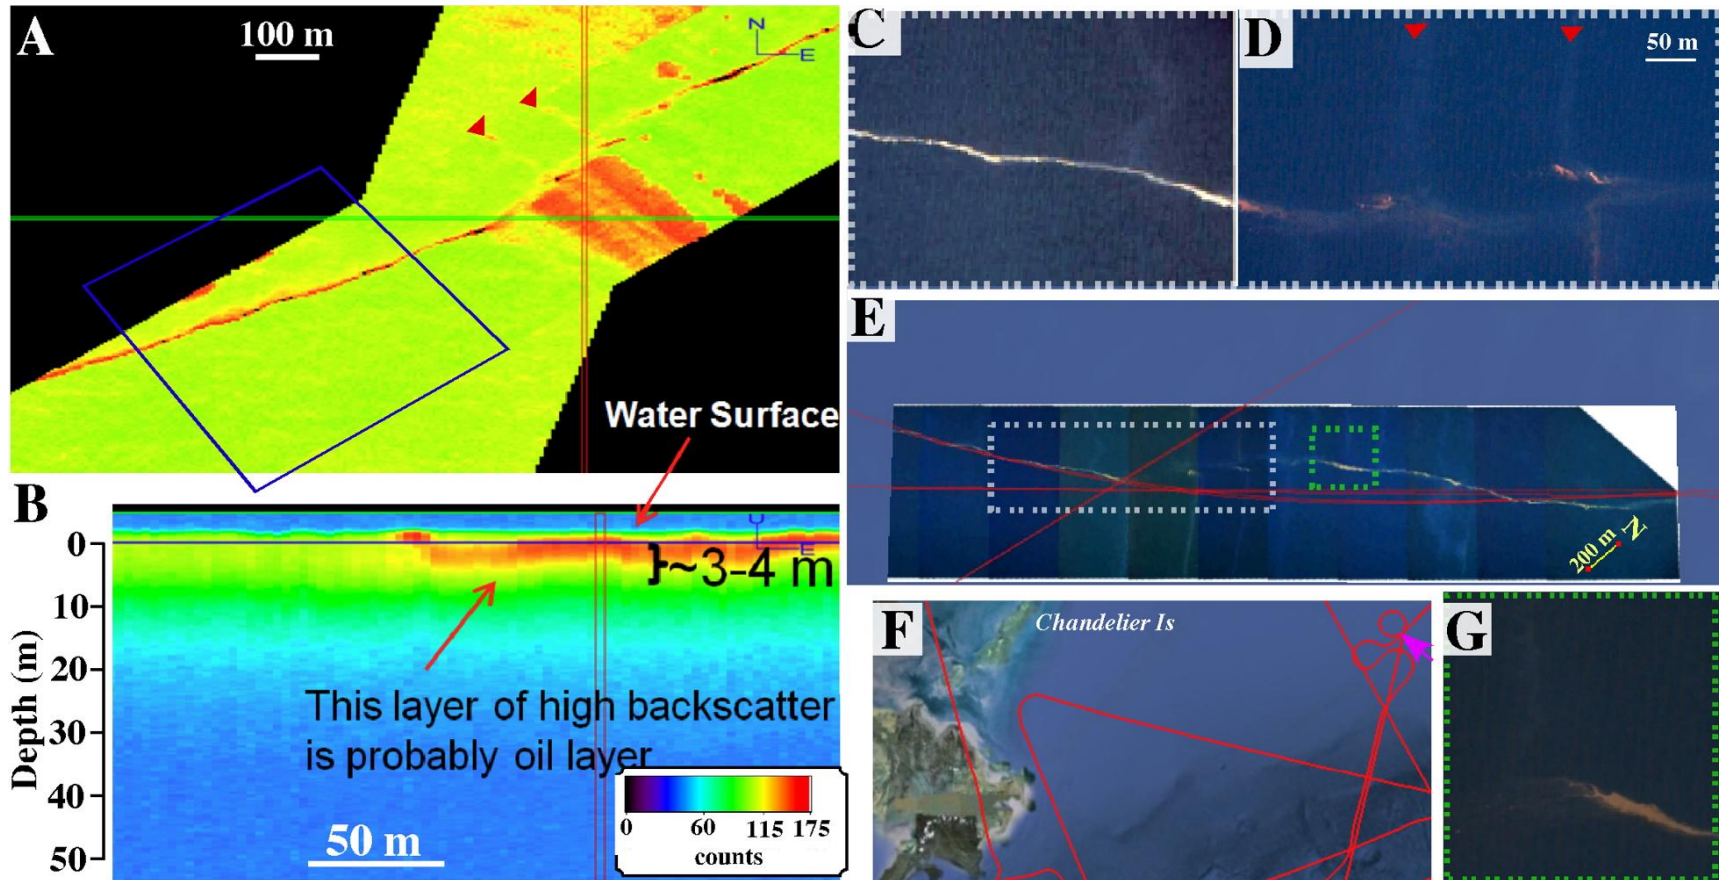 A
100 m
N
E
C
D
50 m
Water Surface
B
0
10
20
30
40
50
Depth (m)
U
E
}~3-4 m
This layer of high backscatter
is probably oil layer
50 m
0 60 115 175
counts
E
200 m
N
F
Chandelier Is
G